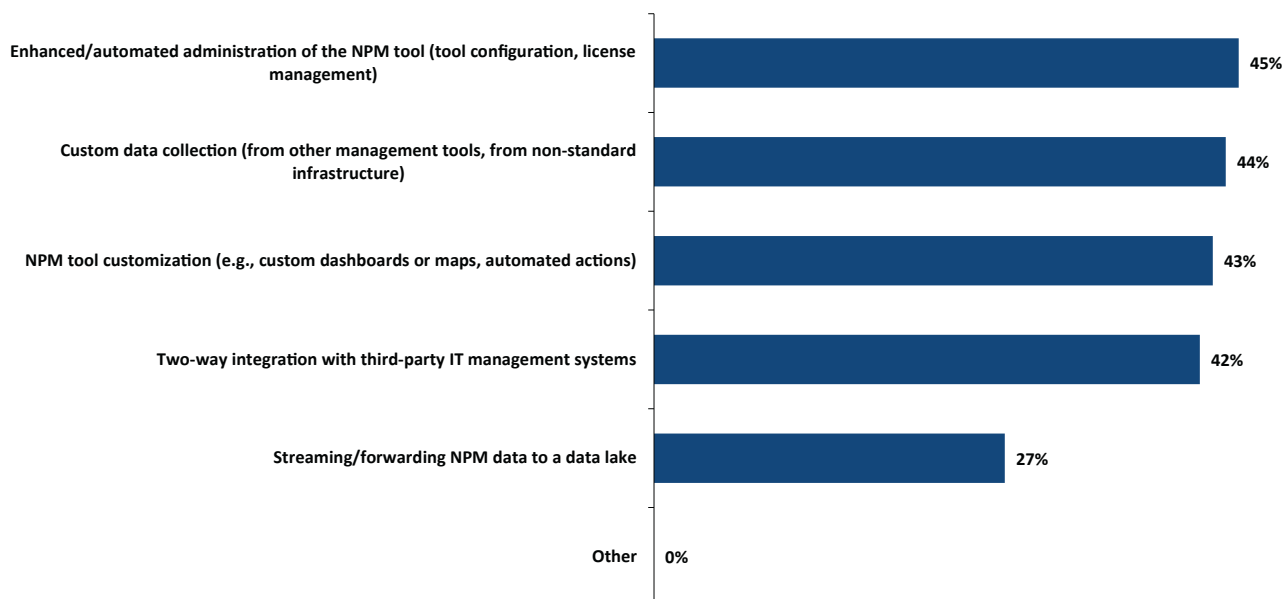 Enhanced/automated administration of the NPM tool (tool configuration, license
management)
45%
Custom data collection (from other management tools, from non-standard
infrastructure)
44%
NPM tool customization (e.g., custom dashboards or maps, automated actions)
43%
Two-way integration with third-party IT management systems
42%
Streaming/forwarding NPM data to a data lake
27%
Other
0%